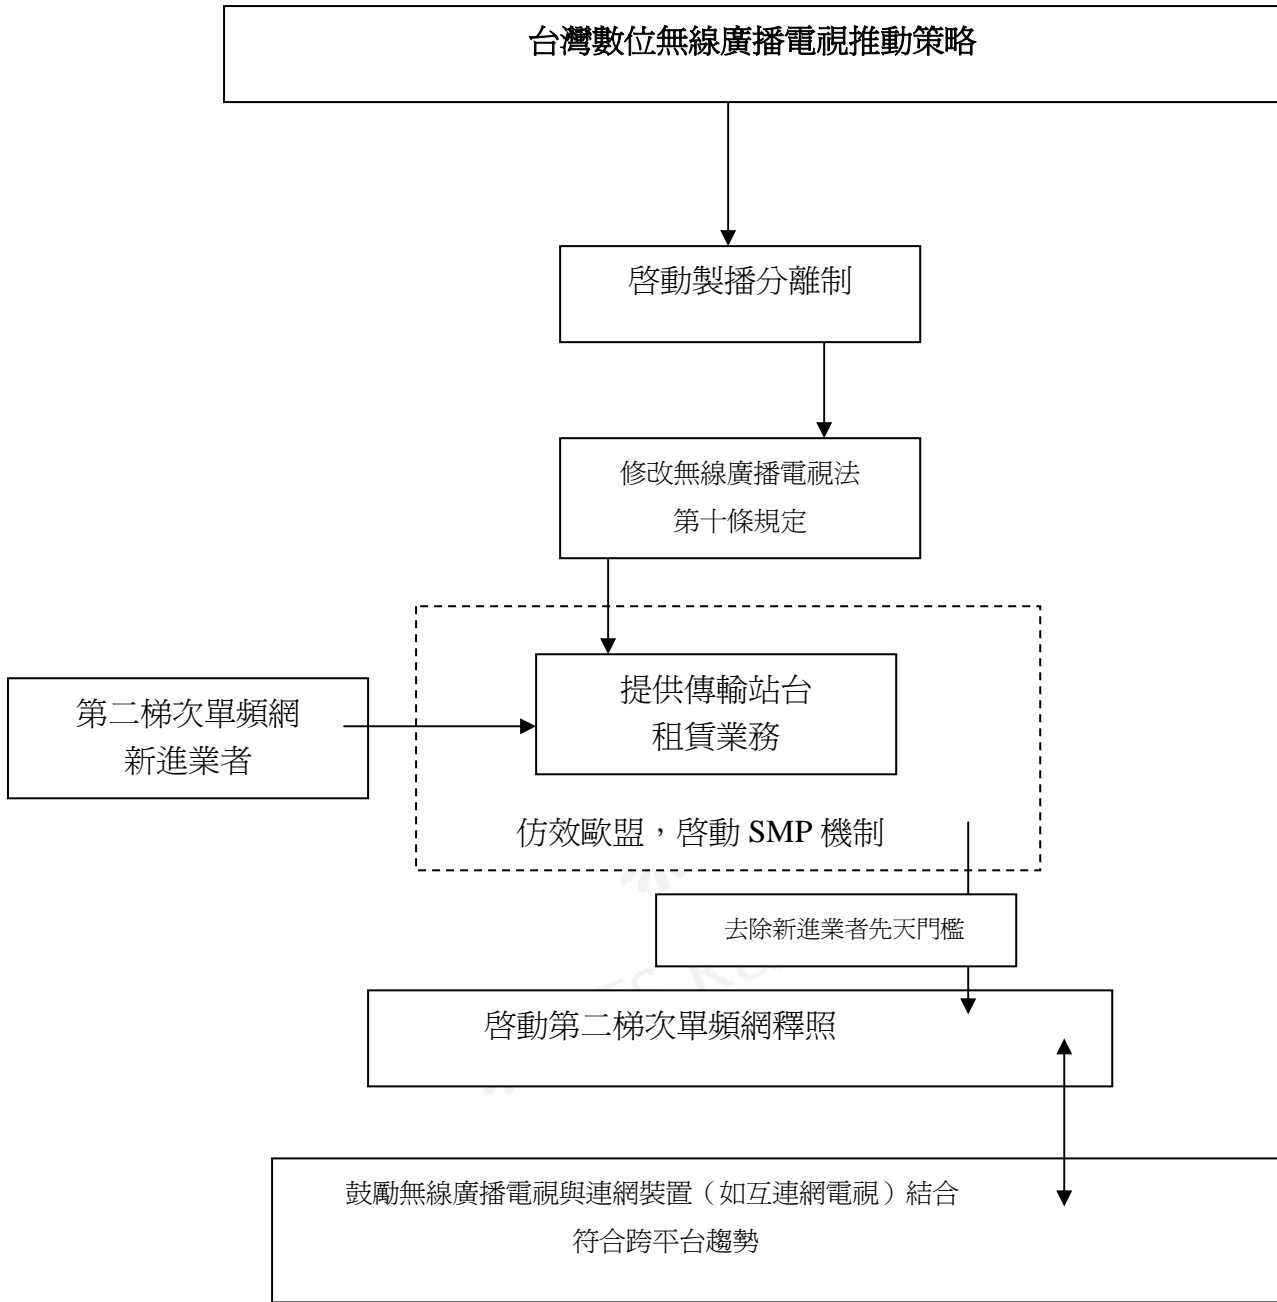 台灣數位無線廣播電視推動策略
啓動製播分離制
修改無線廣播電視法
第十條規定
提供傳輸站台
租賃業務
第二梯次單頻網
新進業者
仿效歐盟，啓動 SMP 機制
去除新進業者先天門檻
啓動第二梯次單頻網釋照
鼓勵無線廣播電視與連網裝置（如互連網電視）結合
符合跨平台趨勢